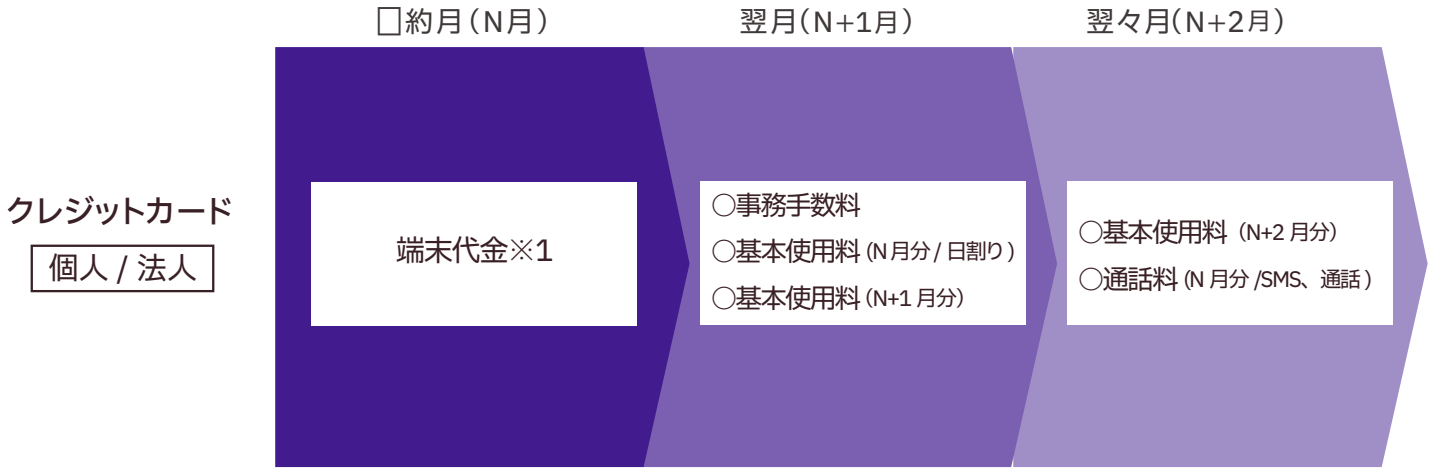 □約月(N月)
翌月(N+1月)
翌々月(N+2月)
クレジットカード
個人 / 法人
端末代金※1
○事務手数料
○基本使用料 (N 月分 / 日割り)
○基本使用料 (N+1 月分)
○基本使用料 (N+2 月分)
○通話料 (N 月分 /SMS、通話)